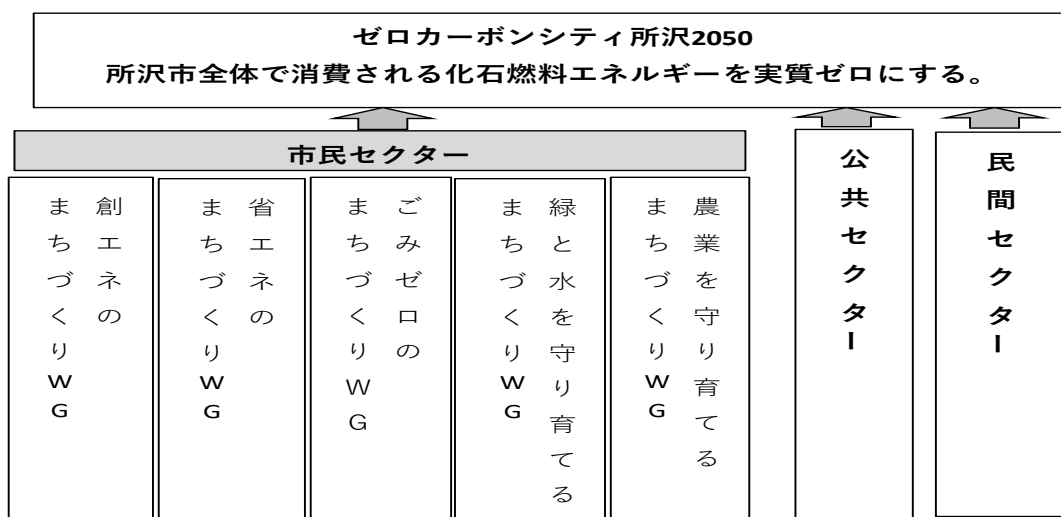 ゼロカーボンシティ所沢2050
所沢市全体で消費される化石燃料エネルギーを実質ゼロにする。
市民セクター
創エネの
まちづくりWG
省エネの
まちづくりWG
ごみゼロの
まちづくりWG
緑と水を守り育てる
まちづくりWG
農業を守り育てる
まちづくりWG
公共セクター
民間セクター